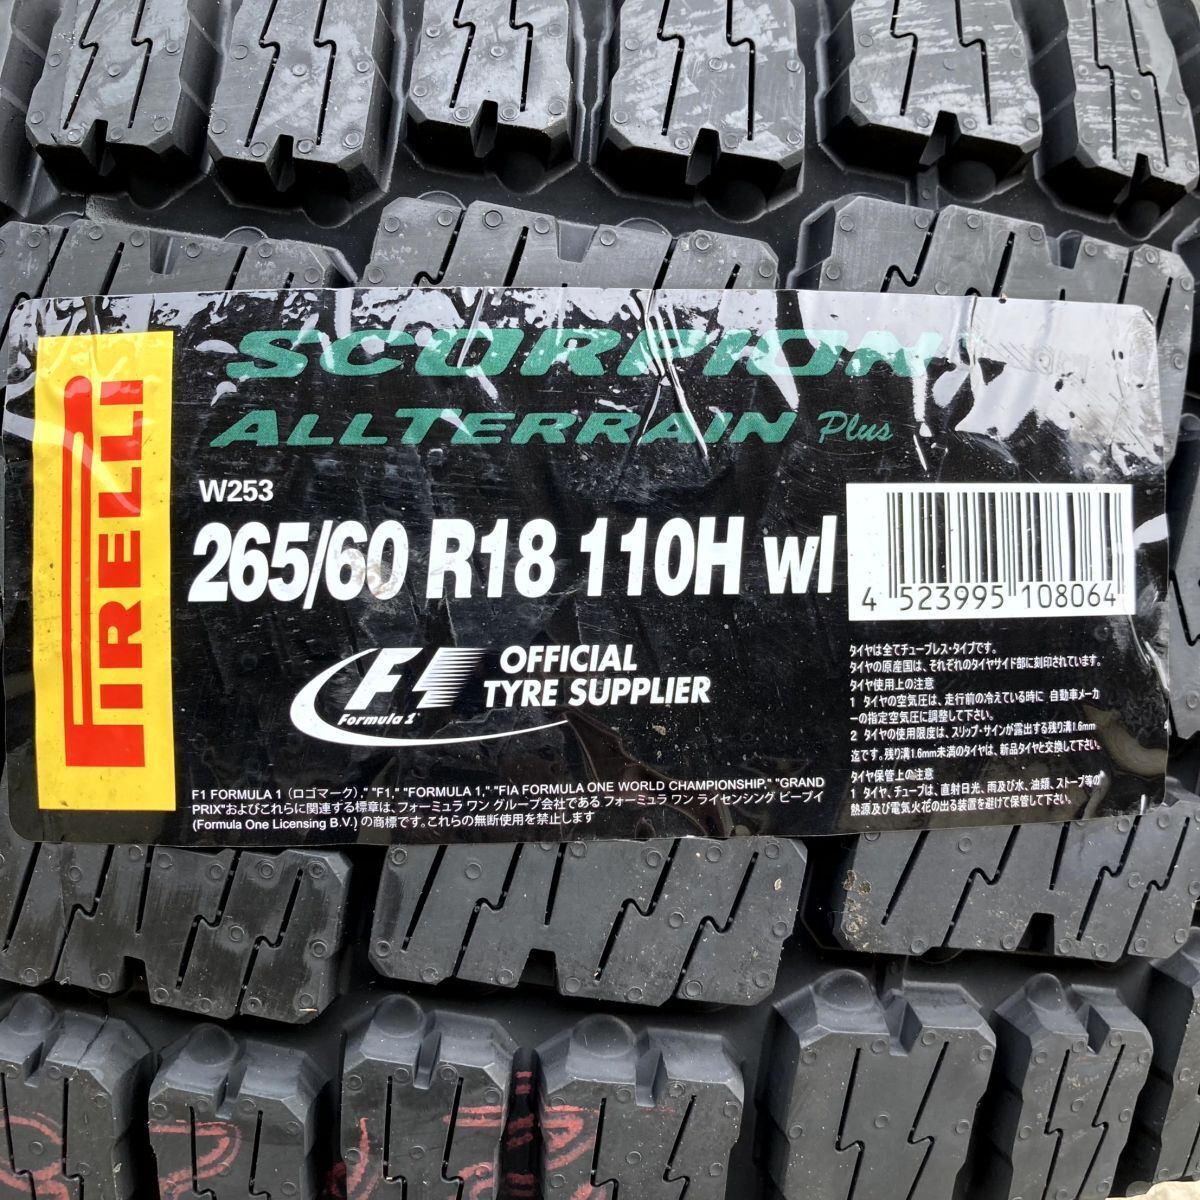 PIRELLI
SCORPION
ALL TERRAIN Plus
W253
265/60 R18 110H wl
4 523995 108064
F1 Formula 1
OFFICIAL
TYRE SUPPLIER
タイヤは全てチューブレス・タイプです。
タイヤの原産国は、それぞれのタイヤサイド部に刻印されています。
タイヤ使用上の注意
1 タイヤの空気圧は、走行前の冷えている時に 自動車メーカ
ーの指定空気圧に調整して下さい。
2 タイヤの使用限度は、スリップ・サインが露出する残り溝1.6mm
迄です。残り溝1.6mm未満のタイヤは、新品タイヤと交換して下さい。
タイヤ保管上の注意
1 タイヤ、チューブは、直射日光、雨及び水、油類、ストーブ等の
熱源及び電気火花の出る装置を避けて保管して下さい。
F1 FORMULA 1（ロゴマーク）," "F1," "FORMULA 1," "FIA FORMULA ONE WORLD CHAMPIONSHIP," "GRAND
PRIX"およびこれらに関連する標章は、フォーミュラ ワン グループ会社である フォーミュラ ワン ライセンシング ビーブイ
(Formula One Licensing B.V.) の商標です。これらの無断使用を禁止します